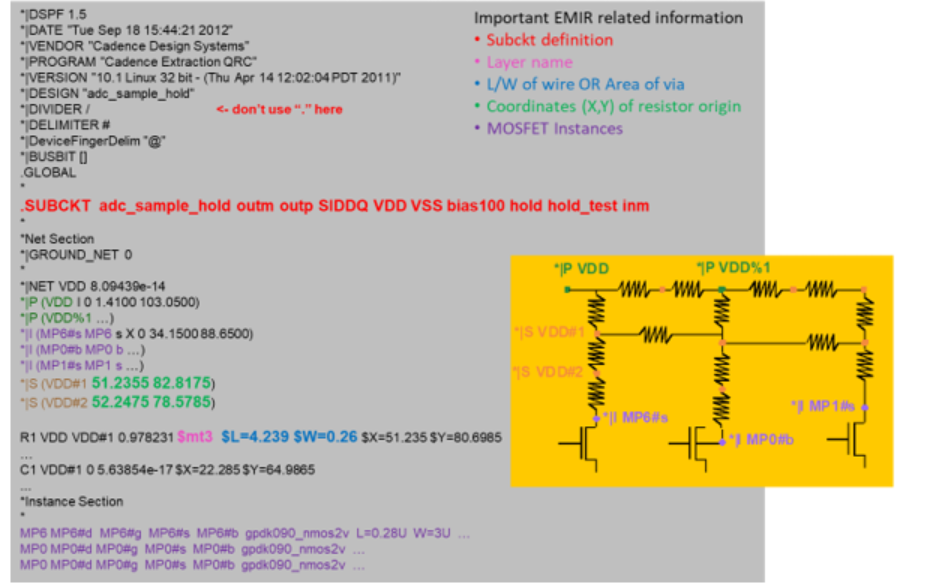 *|DSPF 1.5
*|DATE "Tue Sep 18 15:44:21 2012"
*|VENDOR "Cadence Design Systems"
*|PROGRAM "Cadence Extraction QRC"
*|VERSION "10.1 Linux 32 bit - (Thu Apr 14 12:02:04 PDT 2011)"
*|DESIGN "adc_sample_hold"
*|DIVIDER / <- don't use "." here
*|DELIMITER #
*|DeviceFingerDelim "@"
*|BUSBIT []
.GLOBAL
*
.SUBCKT adc_sample_hold outm outp SIDDQ VDD VSS bias100 hold hold_test inm
*
*Net Section
*|GROUND_NET 0
*
*|NET VDD 8.09439e-14
*|P (VDD I 0 1.4100 103.0500)
*|P (VDD%1 ...)
*|I (MP6#s MP6 s X 0 34.1500 88.6500)
*|I (MP0#b MP0 b ...)
*|I (MP1#s MP1 s ...)
*|S (VDD#1 51.2355 82.8175)
*|S (VDD#2 52.2475 78.5785)
R1 VDD VDD#1 0.978231 $mt3 $L=4.239 $W=0.26 $X=51.235 $Y=80.6985
...
C1 VDD#1 0 5.63854e-17 $X=22.285 $Y=64.9865
...
*Instance Section
*
MP6 MP6#d MP6#g MP6#s MP6#b gpdk090_nmos2v L=0.28U W=3U ...
MP0 MP0#d MP0#g MP0#s MP0#b gpdk090_nmos2v ...
MP0 MP0#d MP0#g MP0#s MP0#b gpdk090_nmos2v ...
Important EMIR related information
• Subckt definition
• Layer name
• L/W of wire OR Area of via
• Coordinates (X,Y) of resistor origin
• MOSFET Instances
*|P VDD
*|P VDD%1
*|S VDD#1
*|S VDD#2
*|I MP6#s
*|I MP1#s
*|I MP0#b